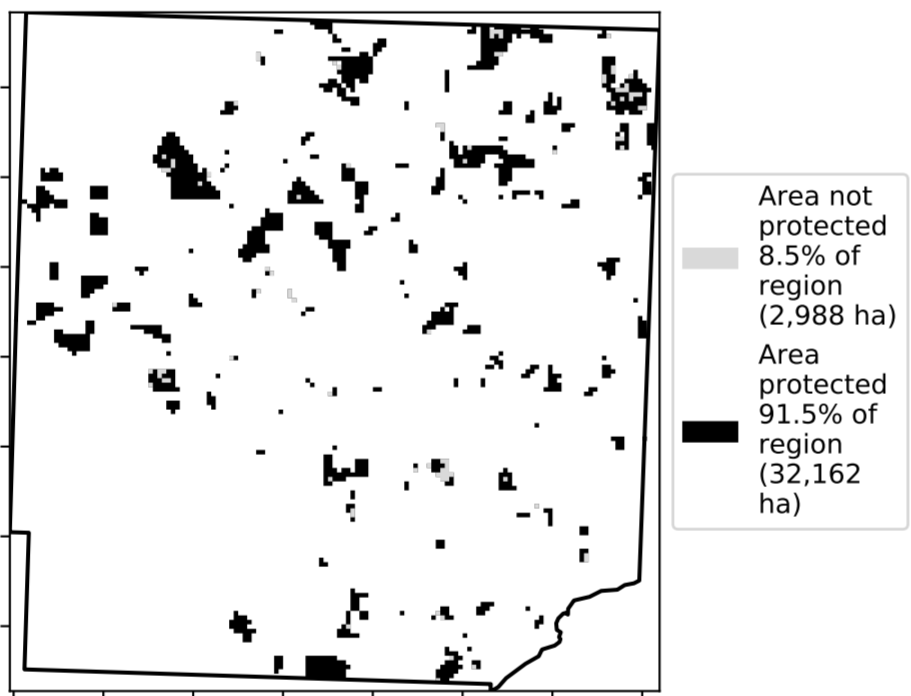 Area not
protected
8.5% of
region
(2,988 ha)
Area
protected
91.5% of
region
(32,162
ha)